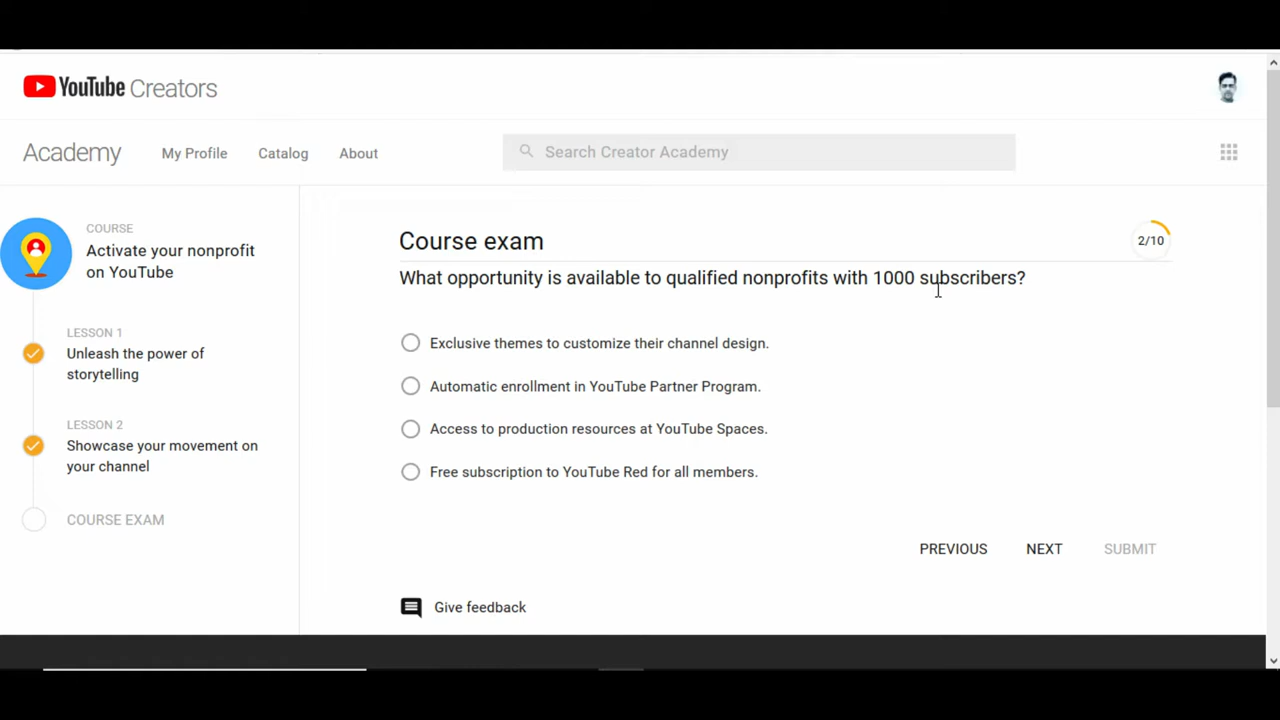 YouTube Creators
Academy My Profile Catalog About Search Creator Academy
COURSE
Activate your nonprofit
on YouTube
LESSON 1
Unleash the power of
storytelling
LESSON 2
Showcase your movement on
your channel
COURSE EXAM
Course exam
2/10
What opportunity is available to qualified nonprofits with 1000 subscribers?
Exclusive themes to customize their channel design.
Automatic enrollment in YouTube Partner Program.
Access to production resources at YouTube Spaces.
Free subscription to YouTube Red for all members.
PREVIOUS NEXT SUBMIT
Give feedback